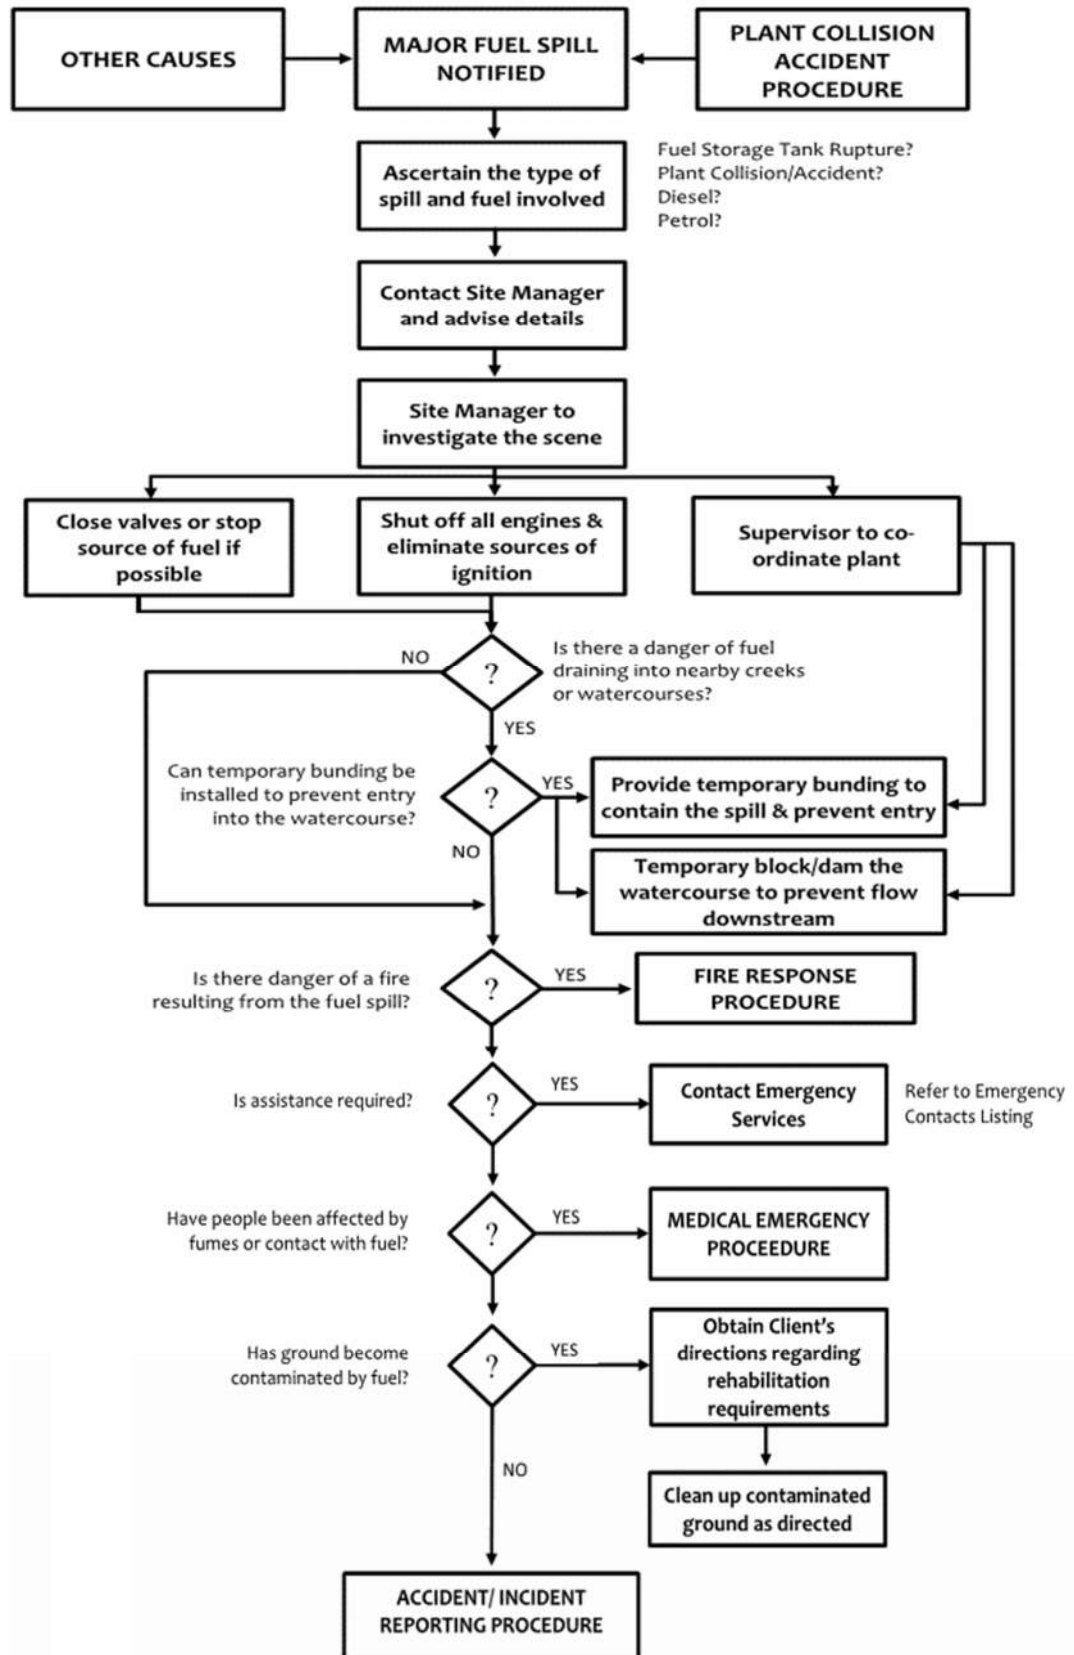 OTHER CAUSES
MAJOR FUEL SPILL
NOTIFIED
PLANT COLLISION
ACCIDENT
PROCEDURE
Ascertain the type of
spill and fuel involved
Fuel Storage Tank Rupture?
Plant Collision/Accident?
Diesel?
Petrol?
Contact Site Manager
and advise details
Site Manager to
investigate the scene
Close valves or stop
source of fuel if
possible
Shut off all engines &
eliminate sources of
ignition
Supervisor to co-
ordinate plant
NO
?
Is there a danger of fuel
draining into nearby creeks
or watercourses?
YES
Can temporary bunding be
installed to prevent entry
into the watercourse?
?
YES
Provide temporary bunding to
contain the spill & prevent entry
NO
Temporary block/dam the
watercourse to prevent flow
downstream
Is there danger of a fire
resulting from the fuel spill?
?
YES
FIRE RESPONSE
PROCEDURE
Is assistance required?
?
YES
Contact Emergency
Services
Refer to Emergency
Contacts Listing
Have people been affected by
fumes or contact with fuel?
?
YES
MEDICAL EMERGENCY
PROCEEDURE
Has ground become
contaminated by fuel?
?
YES
Obtain Client's
directions regarding
rehabilitation
requirements
NO
Clean up contaminated
ground as directed
ACCIDENT/ INCIDENT
REPORTING PROCEDURE